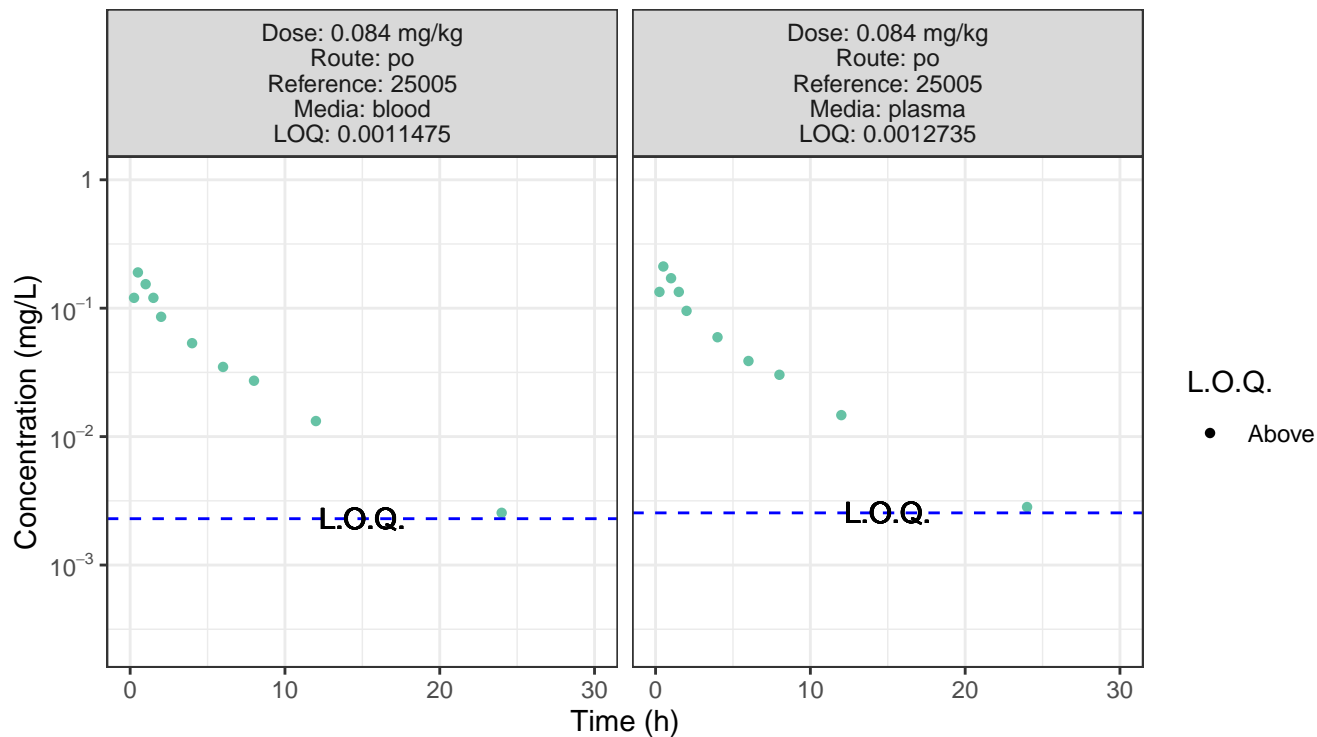 Dose: 0.084 mg/kg
Route: po
Reference: 25005
Media: blood
LOQ: 0.0011475
Dose: 0.084 mg/kg
Route: po
Reference: 25005
Media: plasma
LOQ: 0.0012735
Concentration (mg/L)
1
10⁻¹
10⁻²
10⁻³
L.O.Q.
L.O.Q.
0 10 20 30
0 10 20 30
Time (h)
L.O.Q.
Above